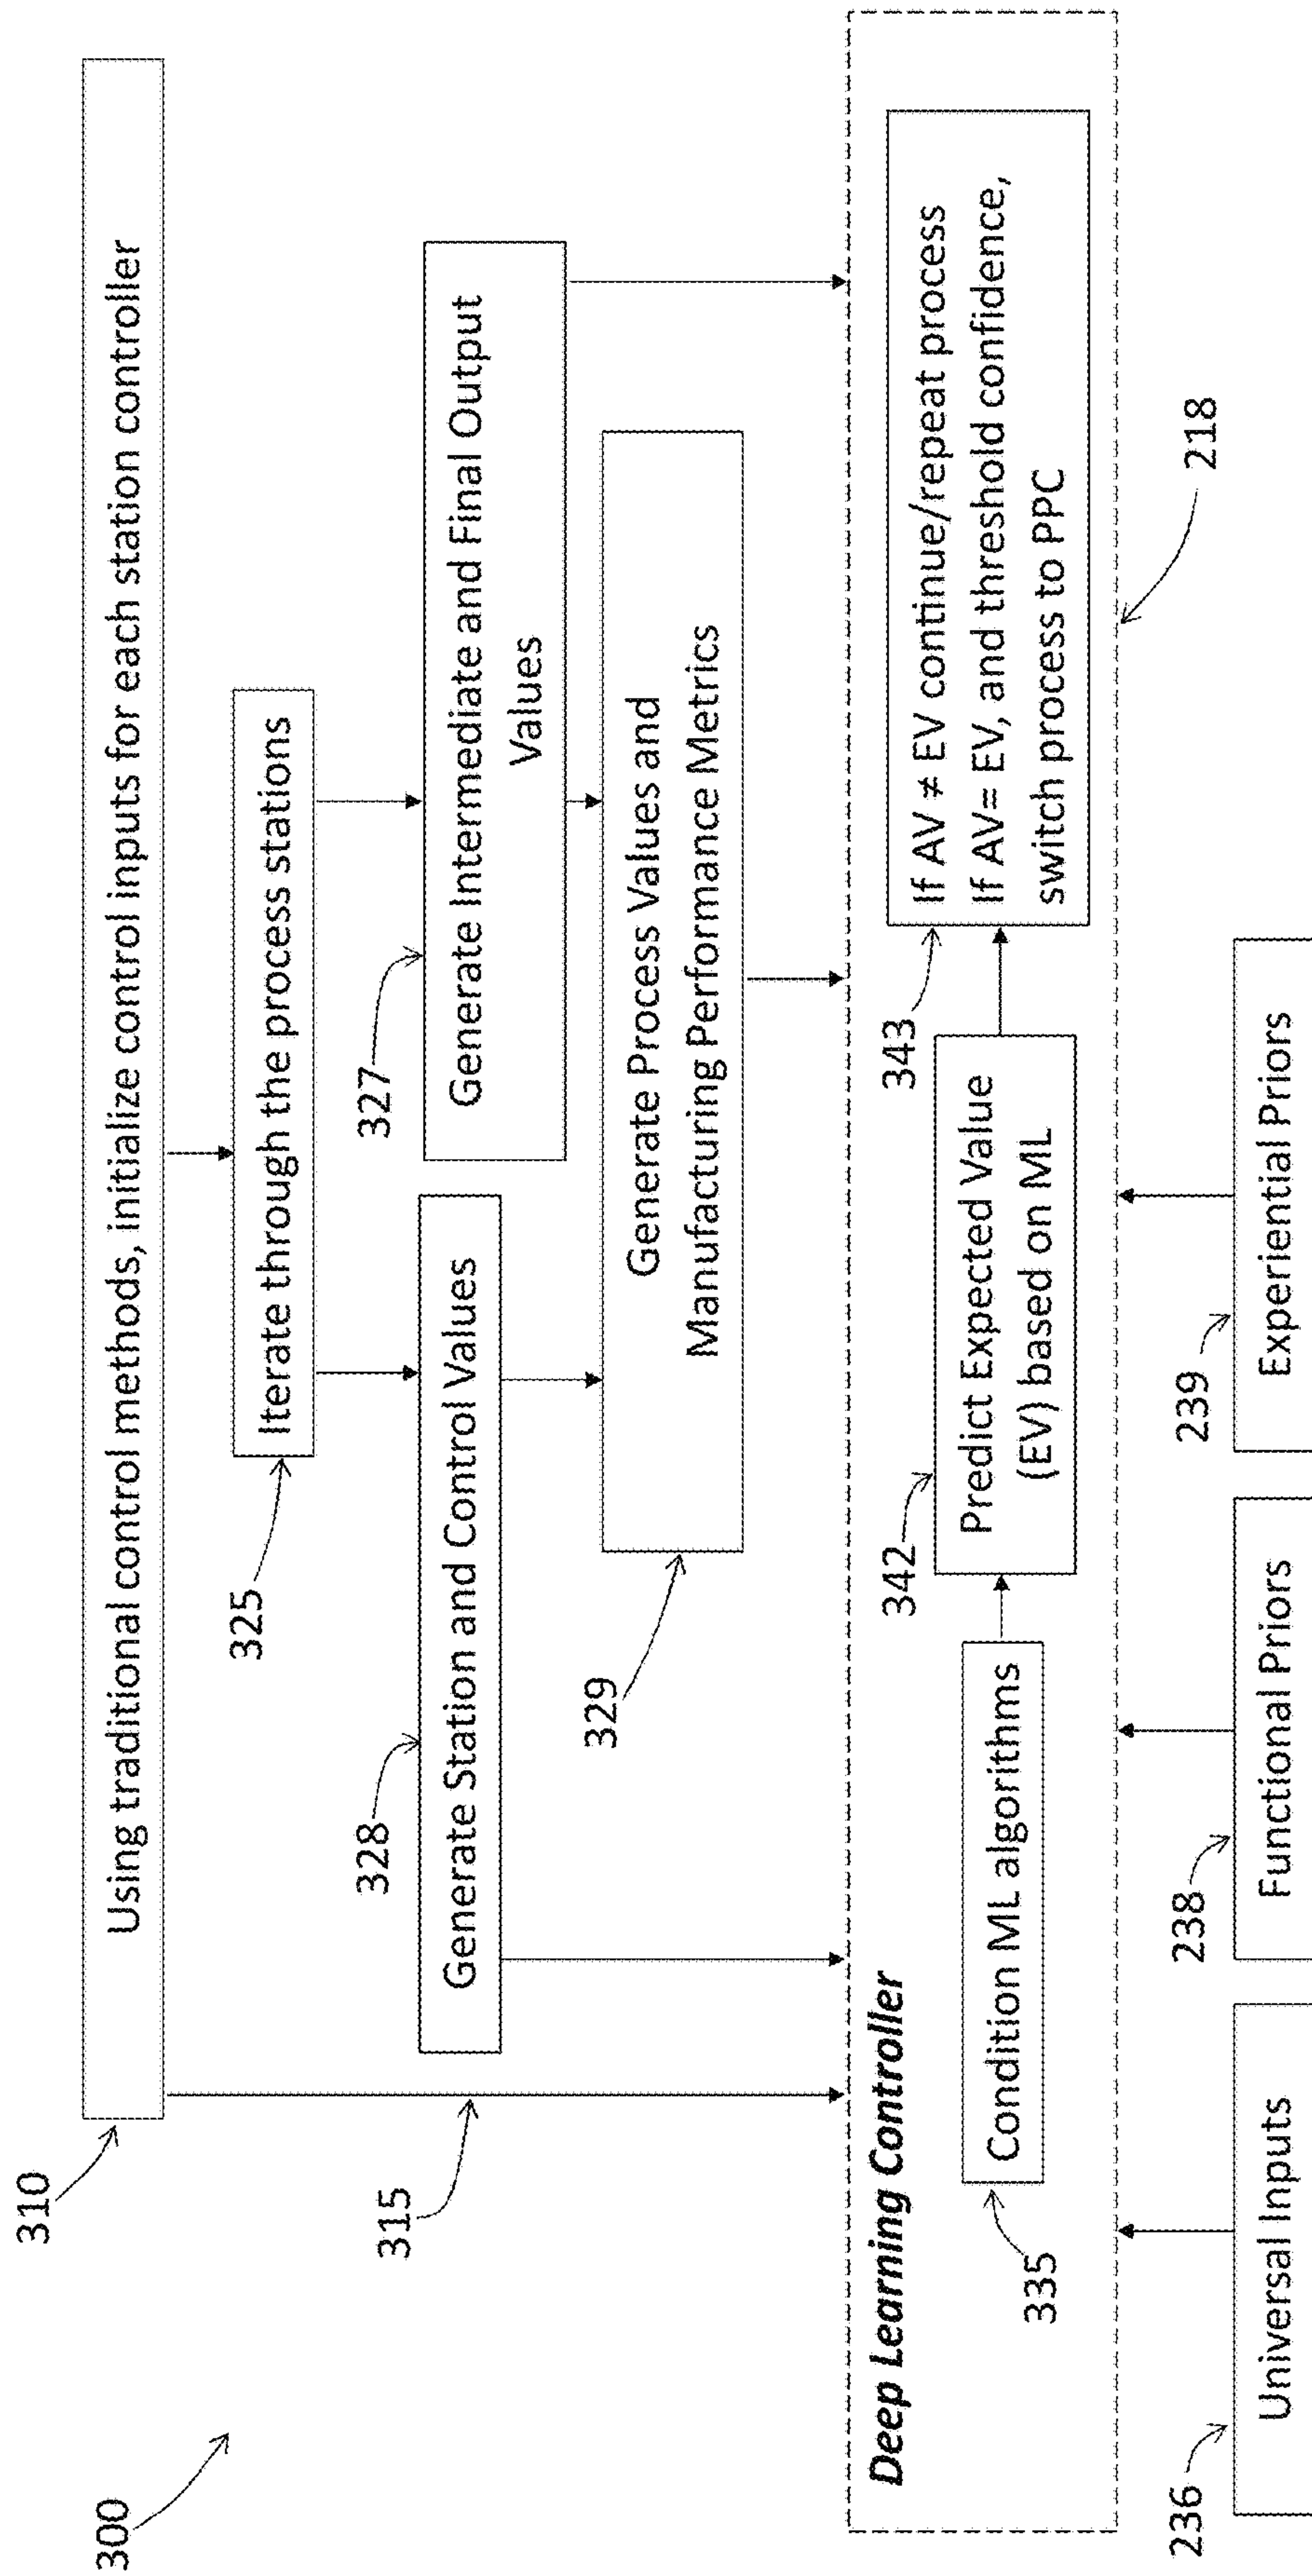 300
310
Using traditional control methods, initialize control inputs for each station controller
325
Iterate through the process stations
315
328
Generate Station and Control Values
327
Generate Intermediate and Final Output
Values
329
Generate Process Values and
Manufacturing Performance Metrics
Deep Learning Controller
335
Condition ML algorithms
342
Predict Expected Value
(EV) based on ML
343
If AV ≠ EV continue/repeat process
If AV= EV, and threshold confidence,
switch process to PPC
218
236
Universal Inputs
238
Functional Priors
239
Experiential Priors